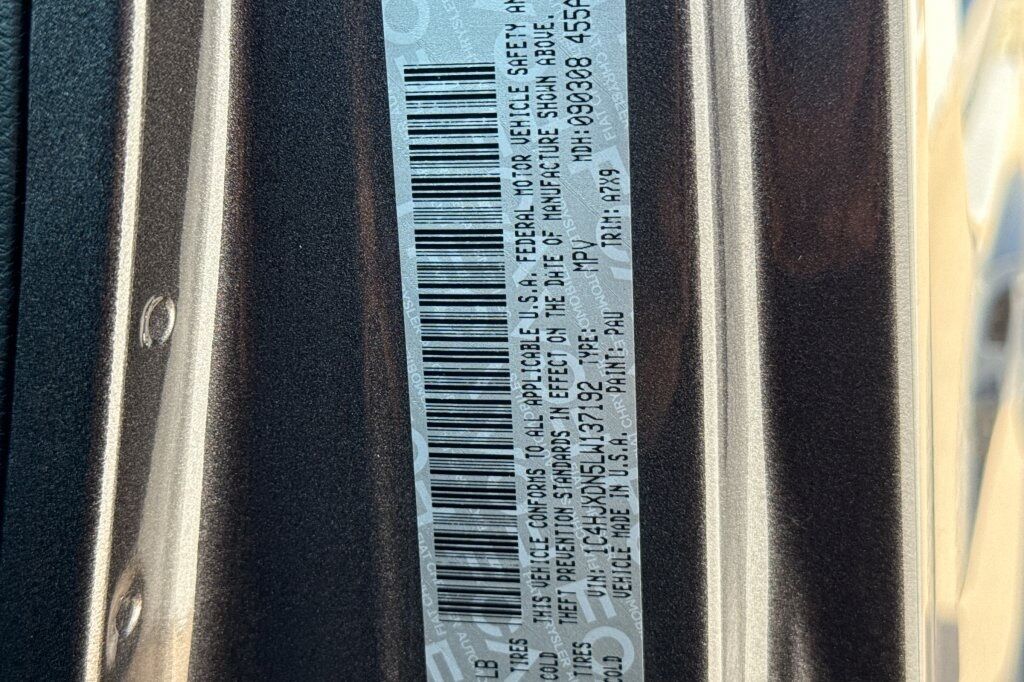 LB
TIRES
COLD
TIRES
COLD
THIS VEHICLE CONFORMS TO ALL APPLICABLE U.S.A. FEDERAL MOTOR VEHICLE SAFETY AN
THEFT PREVENTION STANDARDS IN EFFECT ON THE DATE OF MANUFACTURE SHOWN ABOVE.
VIN: 1C4HJXDN5LW137192 TYPE: MPV MDH:090308 455A
VEHICLE MADE IN U.S.A. PAINT: PAU TRIM: A7X9